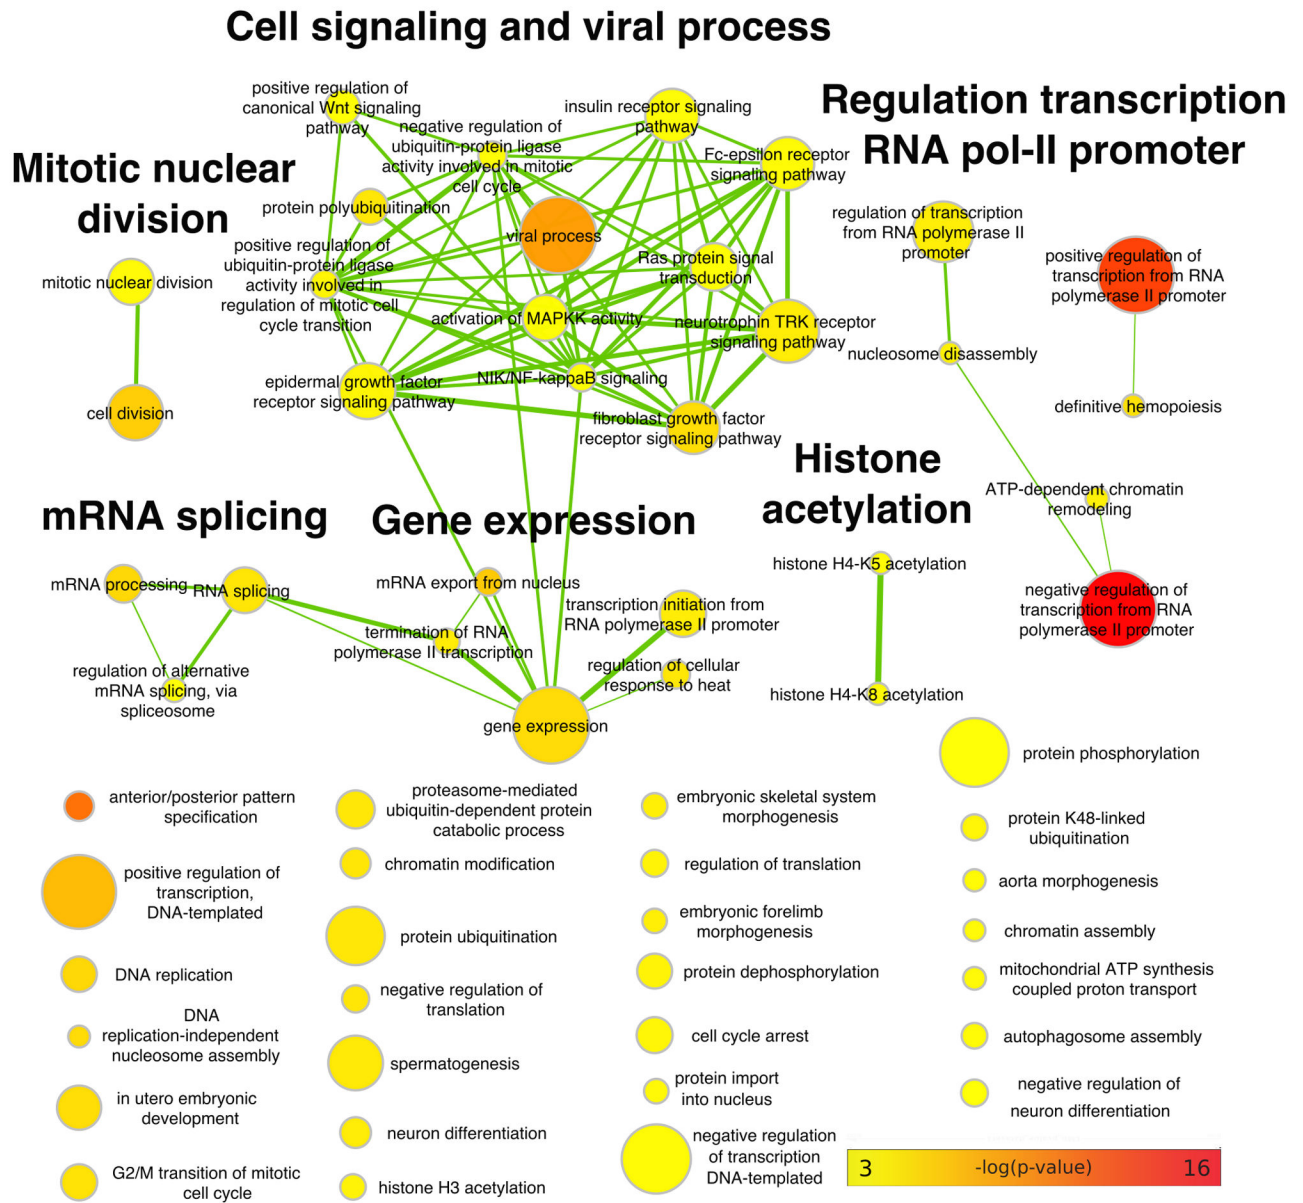 Cell signaling and viral process
positive regulation of
canonical Wnt signaling
pathway
negative regulation of
ubiquitin-protein ligase
activity involved in mitotic
cell cycle
insulin receptor signaling
pathway
Fc-epsilon receptor
signaling pathway
protein polyubiquitination
viral process
positive regulation of
ubiquitin-protein ligase
activity involved in
regulation of mitotic cell
cycle transition
Ras protein signal
transduction
activation of MAPKK activity
neurotrophin TRK receptor
signaling pathway
epidermal growth factor
receptor signaling pathway
NIK/NF-kappaB signaling
fibroblast growth factor
receptor signaling pathway
Regulation transcription
RNA pol-II promoter
regulation of transcription
from RNA polymerase II
promoter
positive regulation of
transcription from RNA
polymerase II promoter
nucleosome disassembly
definitive hemopoiesis
ATP-dependent chromatin
remodeling
negative regulation of
transcription from RNA
polymerase II promoter
Mitotic nuclear
division
mitotic nuclear division
cell division
mRNA splicing
mRNA processing
RNA splicing
regulation of alternative
mRNA splicing, via
spliceosome
Gene expression
mRNA export from nucleus
transcription initiation from
RNA polymerase II promoter
termination of RNA
polymerase II transcription
regulation of cellular
response to heat
gene expression
Histone
acetylation
histone H4-K5 acetylation
histone H4-K8 acetylation
anterior/posterior pattern
specification
positive regulation of
transcription,
DNA-templated
DNA replication
DNA
replication-independent
nucleosome assembly
in utero embryonic
development
G2/M transition of mitotic
cell cycle
proteasome-mediated
ubiquitin-dependent protein
catabolic process
chromatin modification
protein ubiquitination
negative regulation of
translation
spermatogenesis
neuron differentiation
histone H3 acetylation
embryonic skeletal system
morphogenesis
regulation of translation
embryonic forelimb
morphogenesis
protein dephosphorylation
cell cycle arrest
protein import
into nucleus
negative regulation
of transcription
DNA-templated
protein phosphorylation
protein K48-linked
ubiquitination
aorta morphogenesis
chromatin assembly
mitochondrial ATP synthesis
coupled proton transport
autophagosome assembly
negative regulation of
neuron differentiation
3 -log(p-value) 16